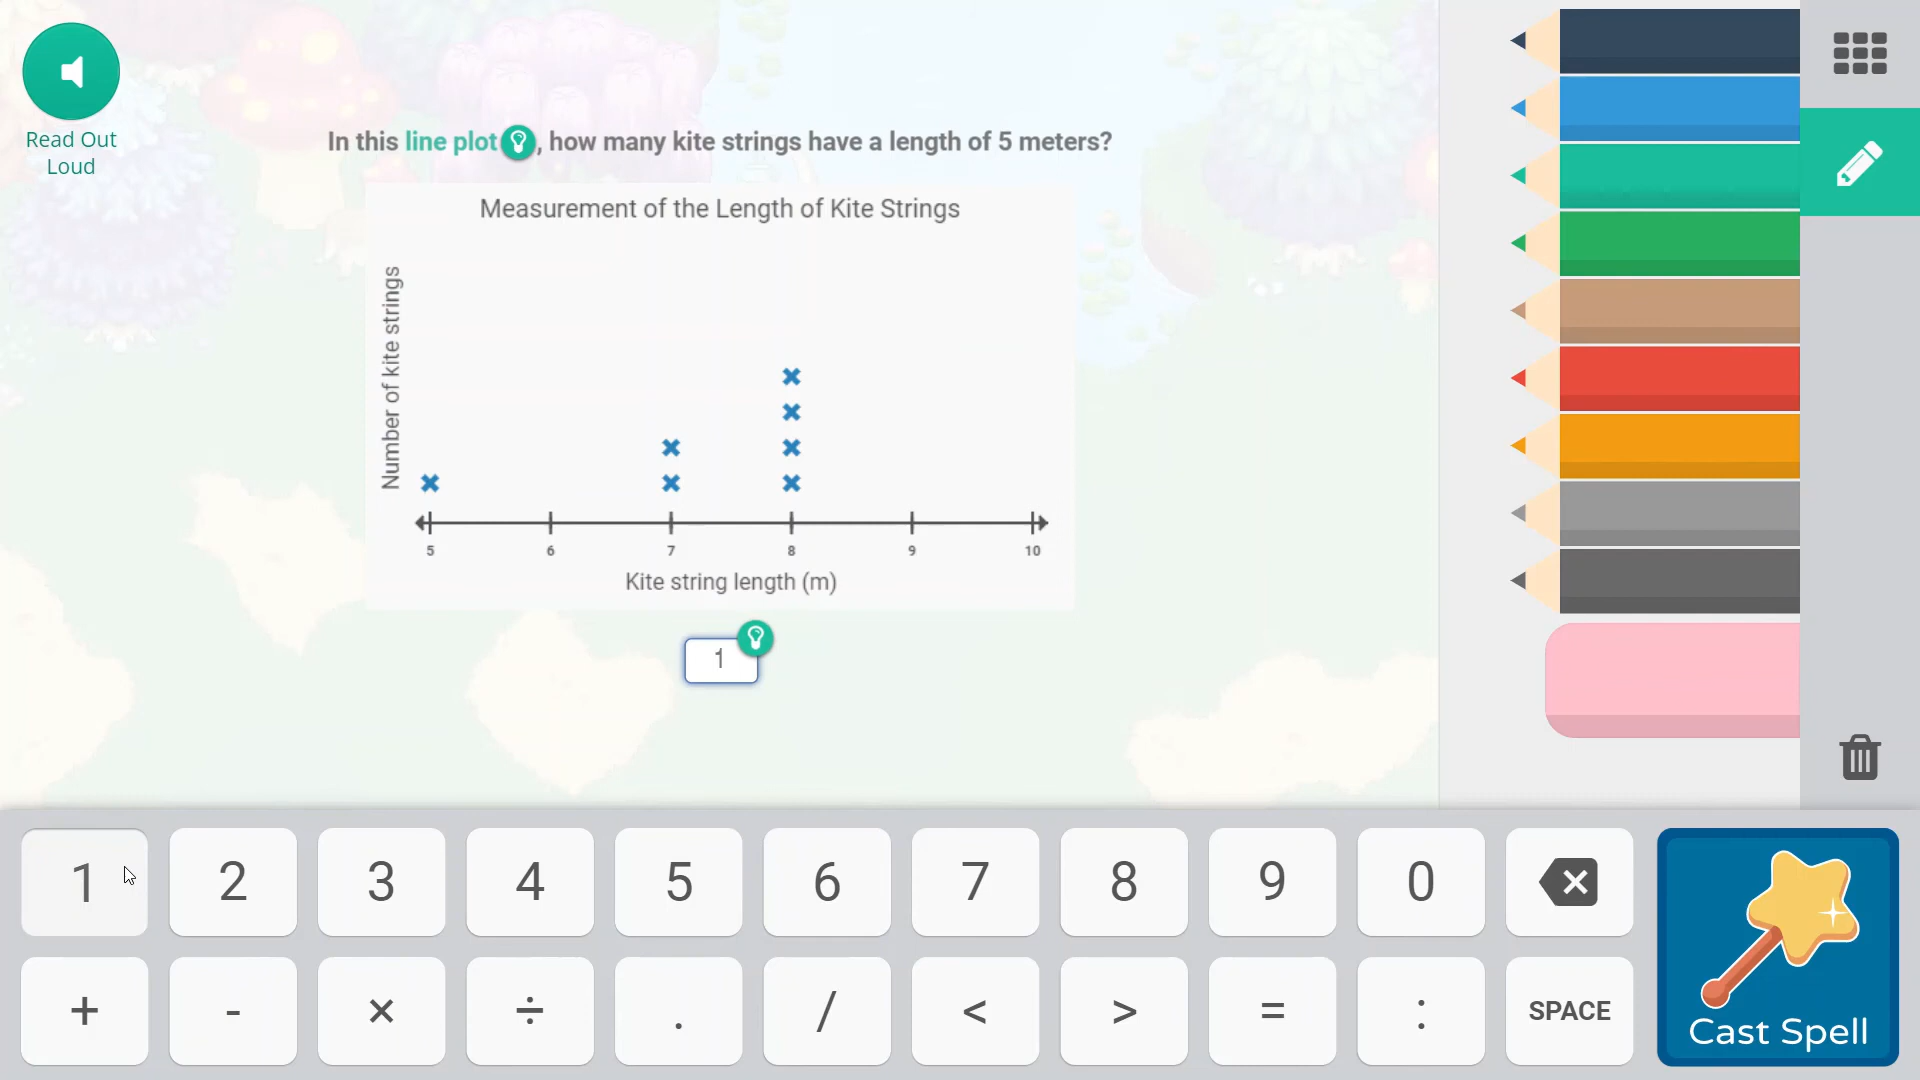 Read Out
Loud
In this line plot, how many kite strings have a length of 5 meters?
Measurement of the Length of Kite Strings
Number of kite strings
5 6 7 8 9 10
Kite string length (m)
1
1 2 3 4 5 6 7 8 9 0
+ - × ÷ . / < > = : SPACE
Cast Spell